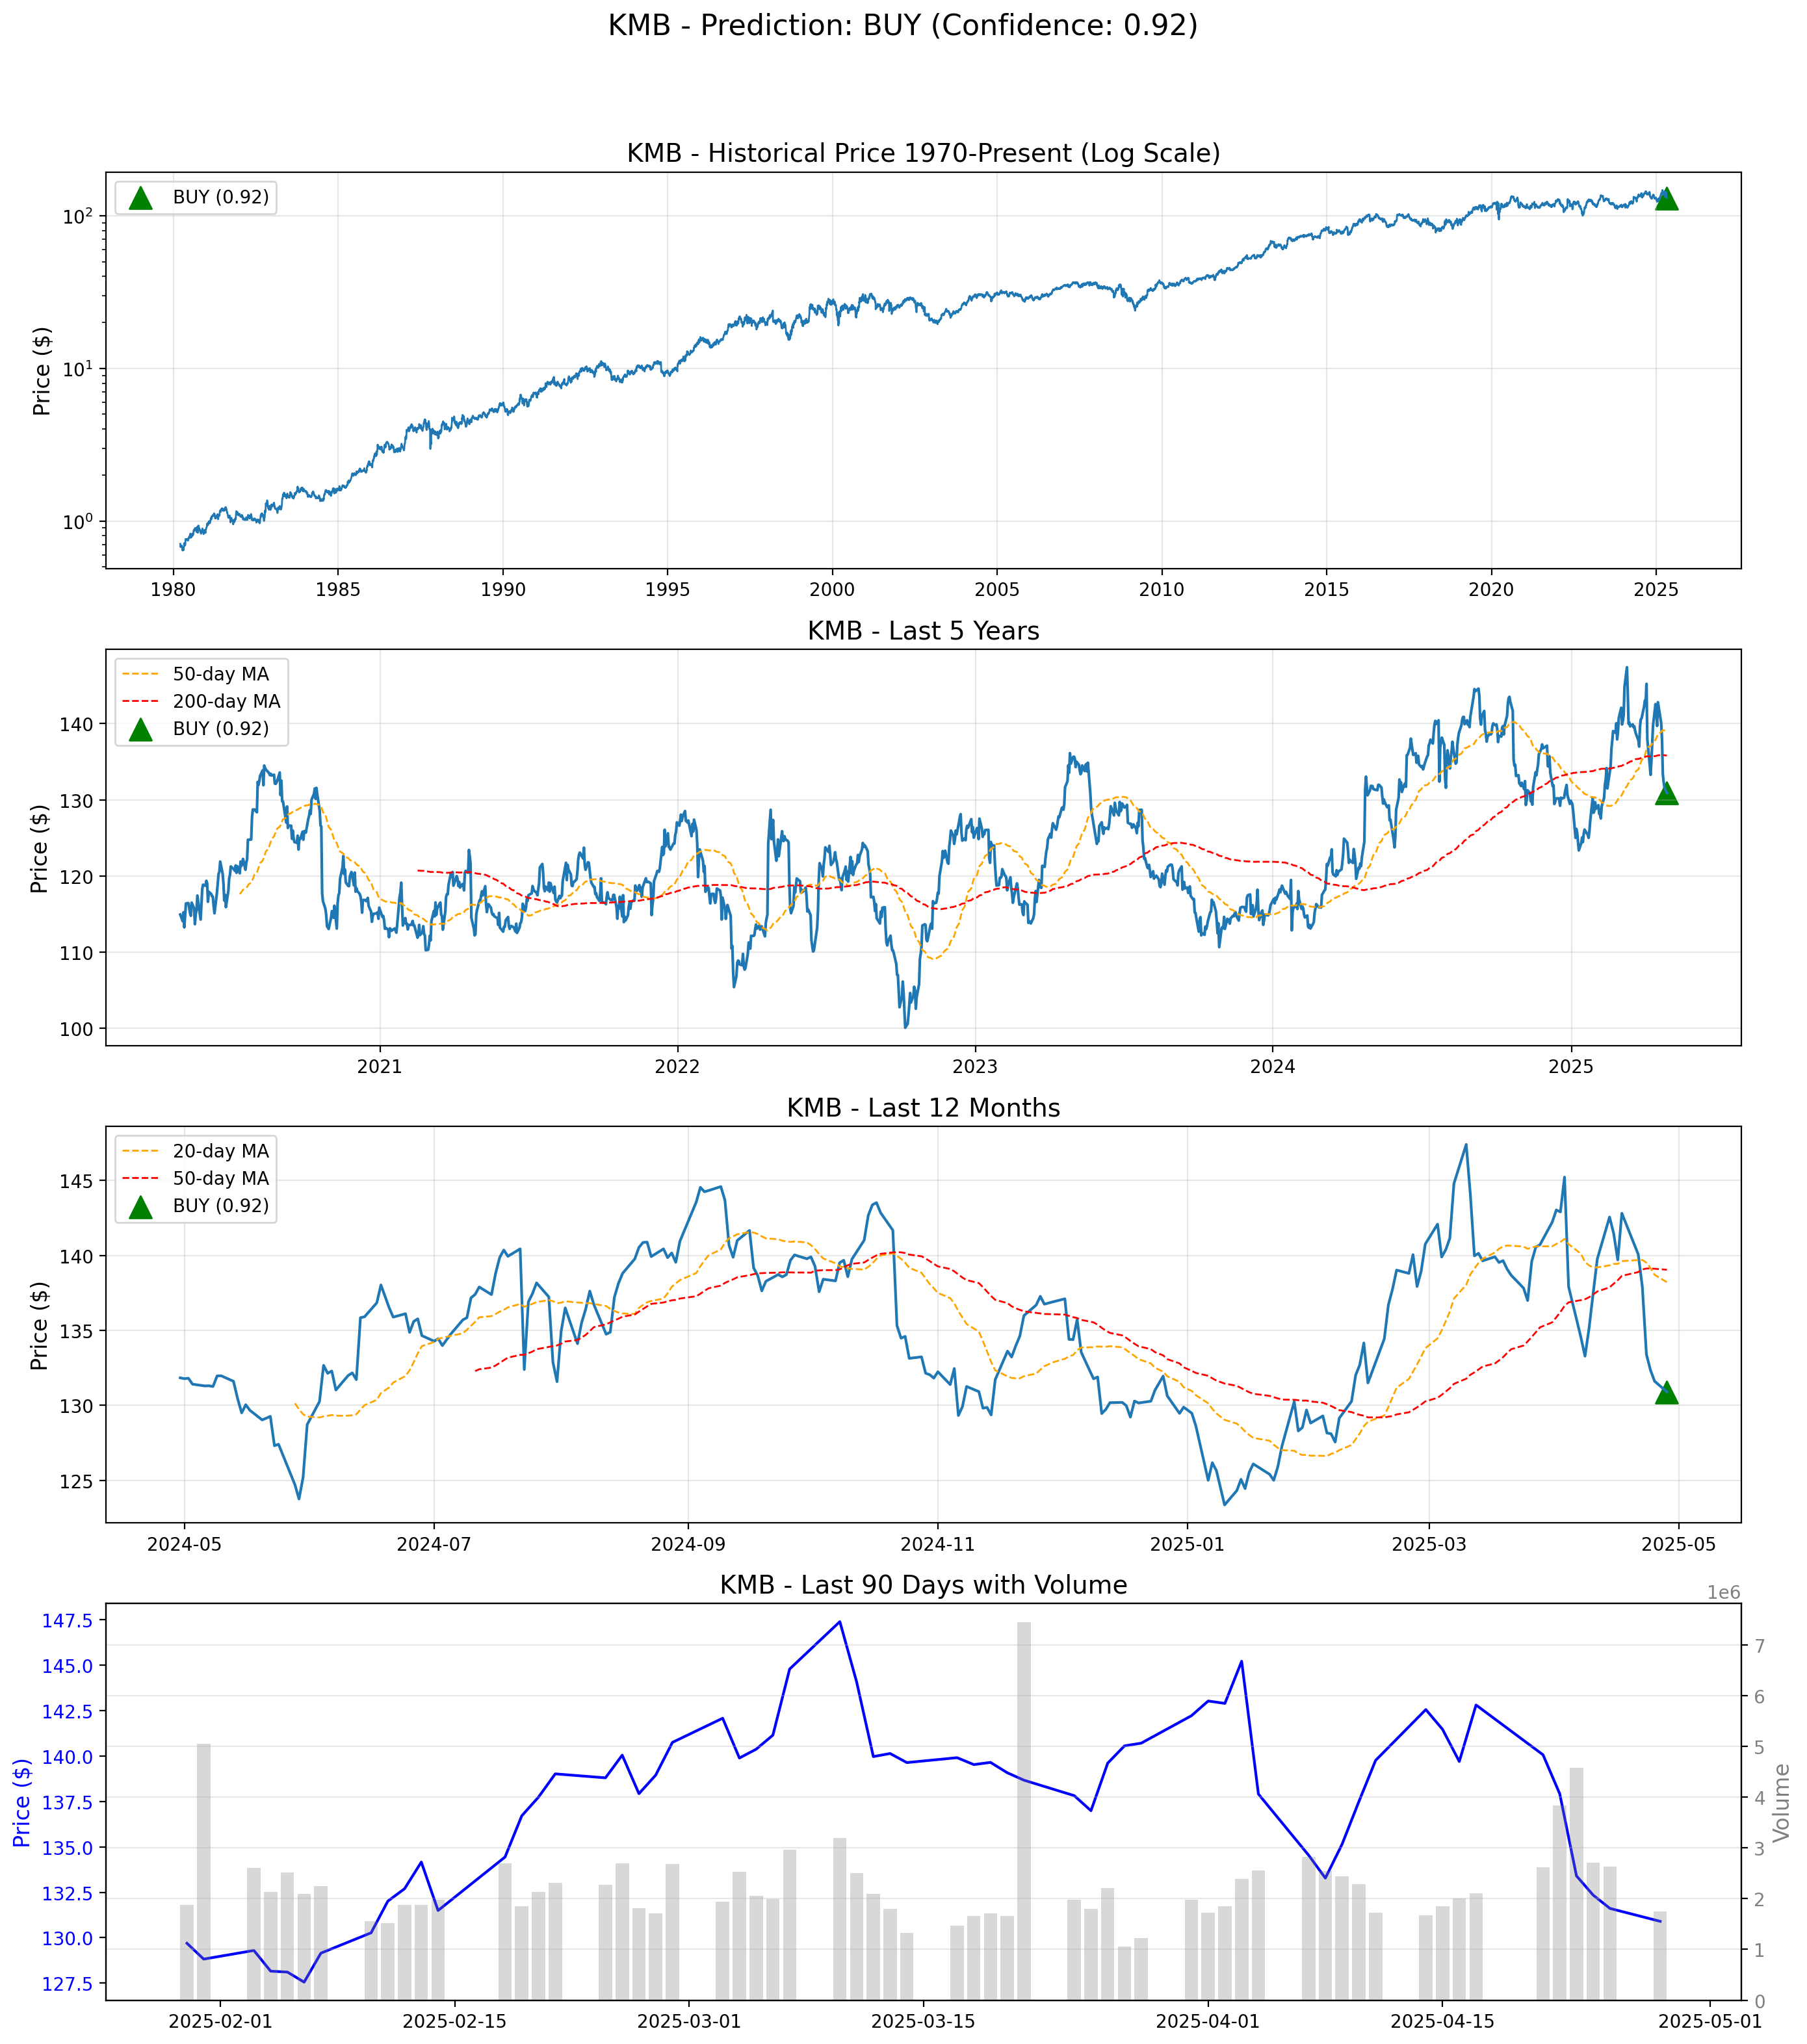 KMB - Prediction: BUY (Confidence: 0.92)
KMB - Historical Price 1970-Present (Log Scale)
BUY (0.92)
Price ($)
10²
10¹
10⁰
1980 1985 1990 1995 2000 2005 2010 2015 2020 2025
KMB - Last 5 Years
50-day MA
200-day MA
BUY (0.92)
Price ($)
140
130
120
110
100
2021 2022 2023 2024 2025
KMB - Last 12 Months
20-day MA
50-day MA
BUY (0.92)
Price ($)
145
140
135
130
125
2024-05 2024-07 2024-09 2024-11 2025-01 2025-03 2025-05
KMB - Last 90 Days with Volume
1e6
Price ($)
147.5
145.0
142.5
140.0
137.5
135.0
132.5
130.0
127.5
7
6
5
4
3
2
1
0
Volume
2025-02-01 2025-02-15 2025-03-01 2025-03-15 2025-04-01 2025-04-15 2025-05-01